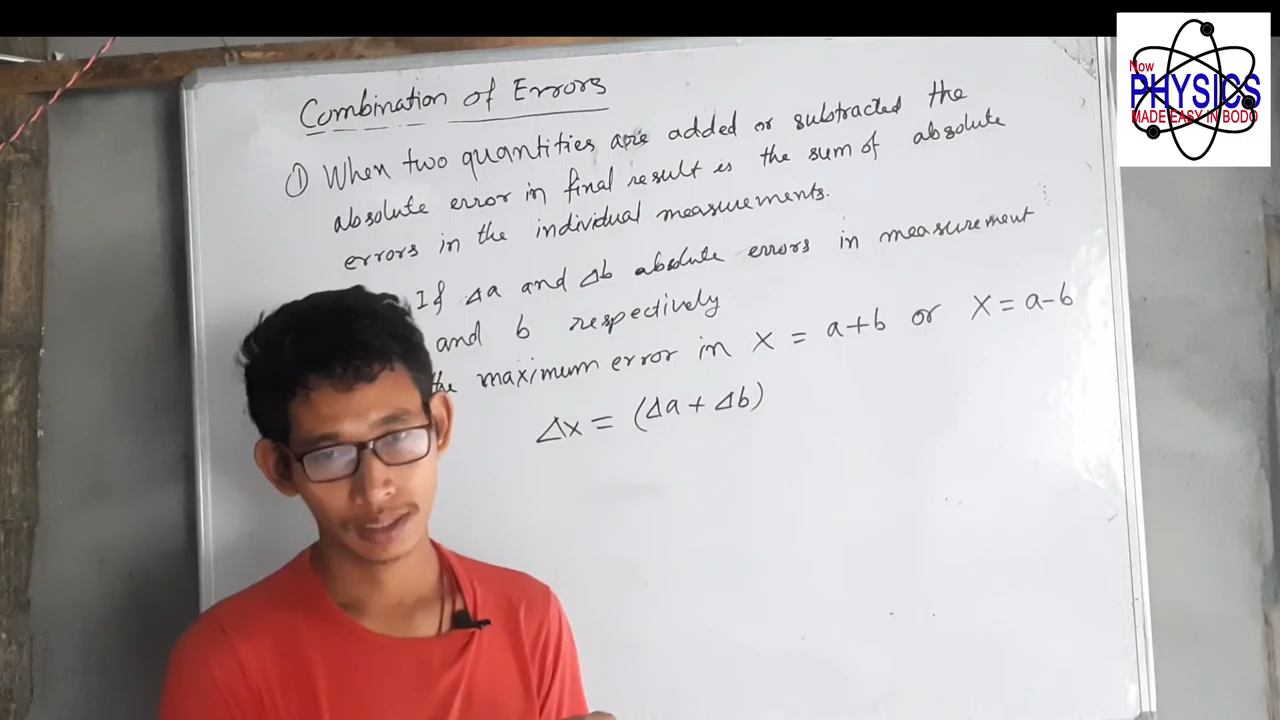 Now
PHYSICS
MADE EASY IN BODO
Combination of Errors
① When two quantities are added or substracted the
absolute error in final result is the sum of absolute
errors in the individual measurements.
If Δa and Δb absolute errors in measurement
and b respectively
the maximum error in X = a+b or X = a-b
Δx = (Δa + Δb)